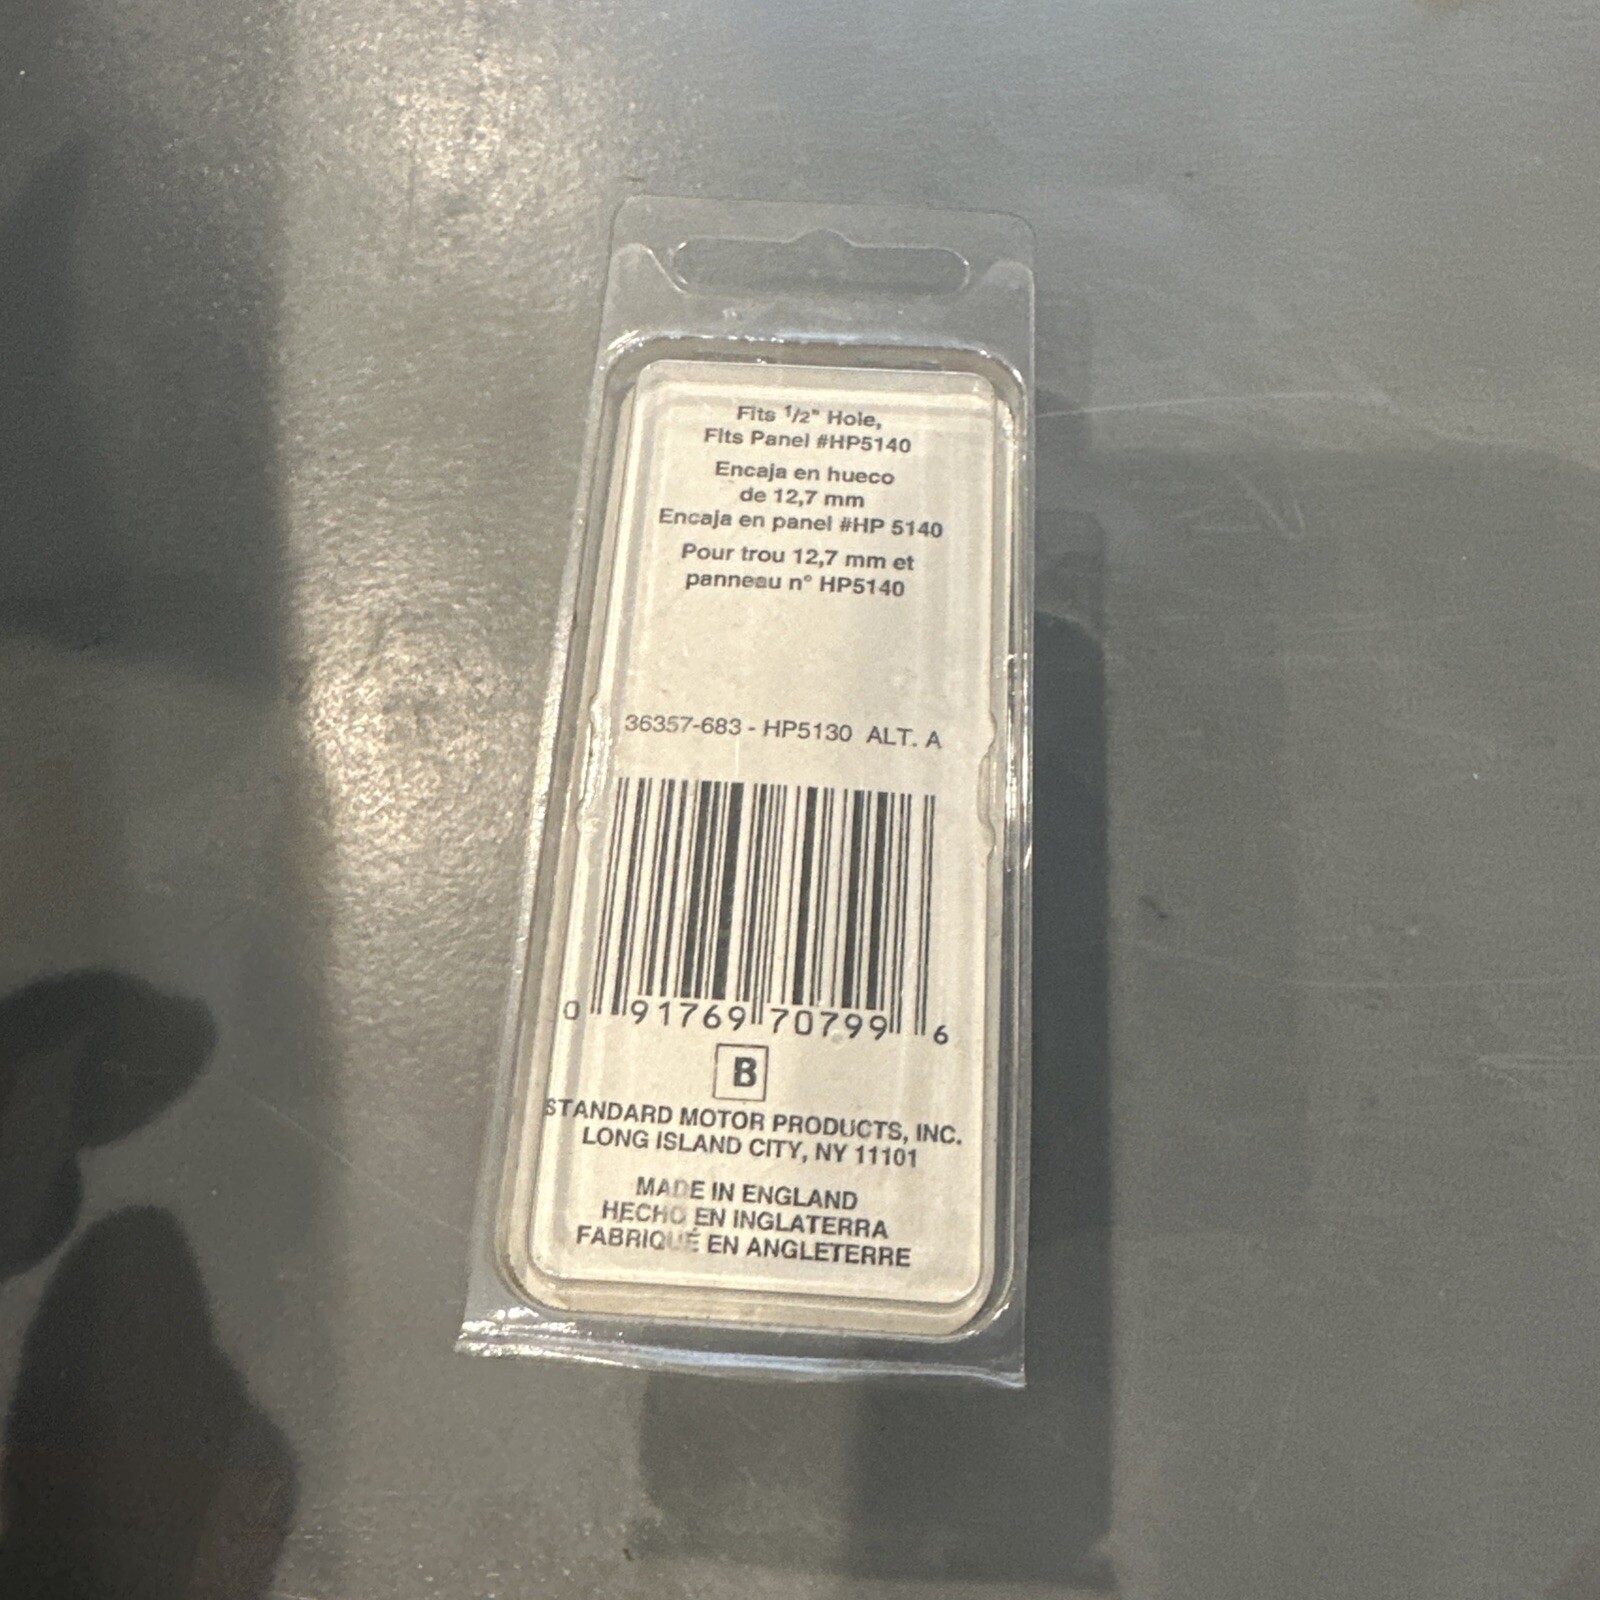 Fits 1/2" Hole,
Fits Panel #HP5140
Encaja en hueco
de 12,7 mm
Encaja en panel #HP 5140
Pour trou 12,7 mm et
panneau n° HP5140
36357-683 - HP5130 ALT. A
0 91769 70799 6
B
STANDARD MOTOR PRODUCTS, INC.
LONG ISLAND CITY, NY 11101
MADE IN ENGLAND
HECHO EN INGLATERRA
FABRIQUÉ EN ANGLETERRE